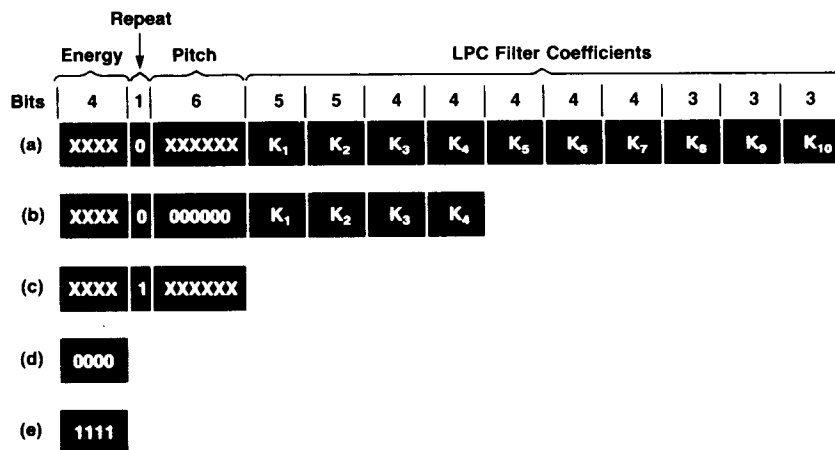 Repeat
Energy Pitch LPC Filter Coefficients
Bits 4 1 6 5 5 4 4 4 4 4 3 3 3
(a) XXXX 0 XXXXXX K₁ K₂ K₃ K₄ K₅ K₆ K₇ K₈ K₉ K₁₀
(b) XXXX 0 000000 K₁ K₂ K₃ K₄
(c) XXXX 1 XXXXXX
(d) 0000
(e) 1111